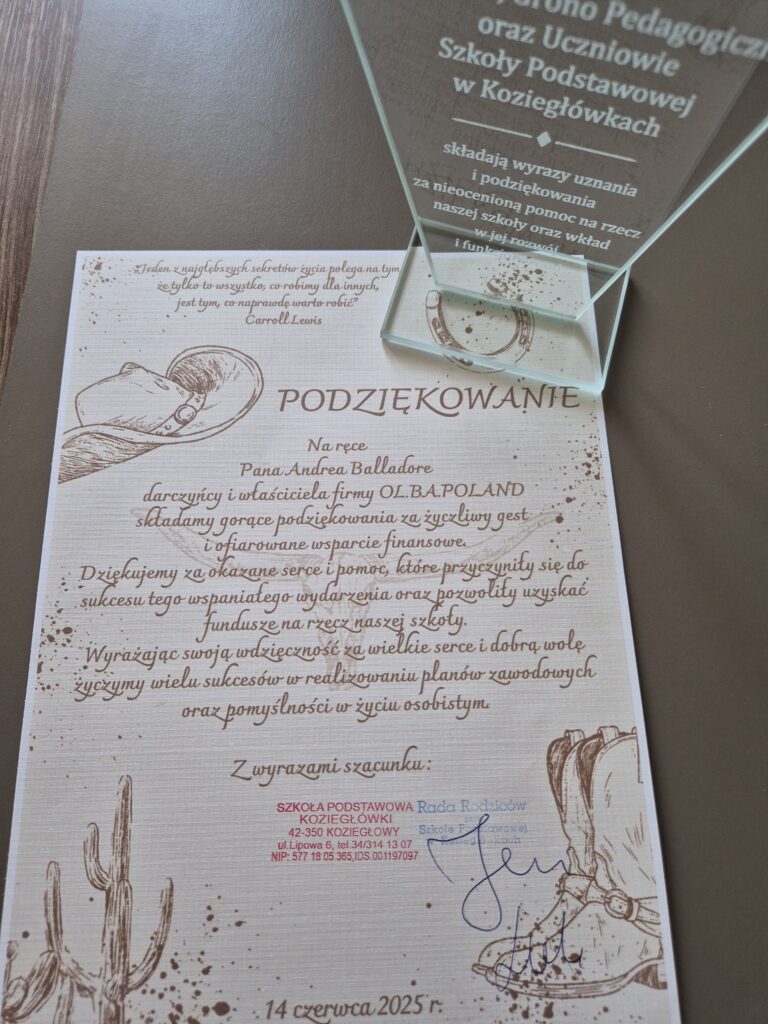 Grono Pedagogiczn
oraz Uczniowie
Szkoły Podstawowej
w Koziegłówkach
składają wyrazy uznania
i podziękowania
za nieocenioną pomoc na rzecz
naszej szkoły oraz wkład
w jej rozwój
"Jeden z najgłębszych sekretów życia polega na tym
że tylko to wszystko, co robimy dla innych,
jest tym, co naprawdę warto robić"
Carroll Lewis
PODZIĘKOWANIE
Na ręce
Pana Andrea Balladore
darczyńcy i właściciela firmy OL.BA.POLAND
składamy gorące podziękowania za życzliwy gest
i ofiarowane wsparcie finansowe.
Dziękujemy za okazane serce i pomoc, które przyczyniły się do
sukcesu tego wspaniałego wydarzenia oraz pozwoliły uzyskać
fundusze na rzecz naszej szkoły.
Wyrażając swoją wdzięczność za wielkie serce i dobrą wolę
życzymy wielu sukcesów w realizowaniu planów zawodowych
oraz pomyślności w życiu osobistym.
Z wyrazami szacunku:
SZKOŁA PODSTAWOWA
KOZIEGŁÓWKI
42-350 KOZIEGŁOWY
ul.Lipowa 6, tel.34/314 13 07
NIP: 577 18 05 365,IDS.001197097
Rada Rodziców
przy
Szkole Podstawowej
w Koziegłówkach
14 czerwca 2025 r.